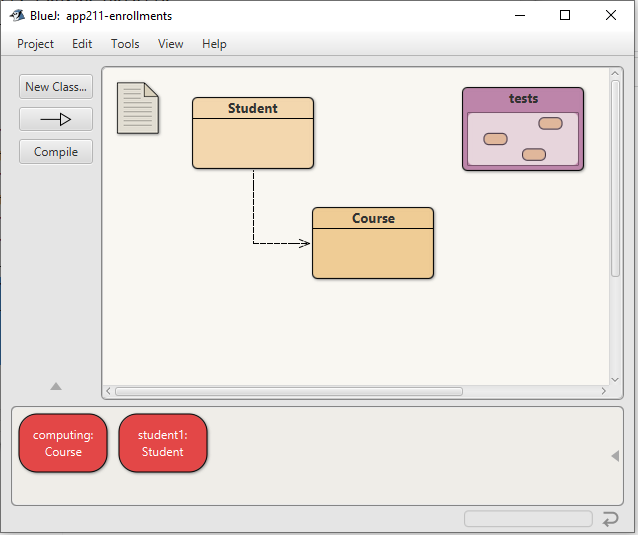 BlueJ: app211-enrollments
Project Edit Tools View Help
New Class...
Compile
Student
tests
Course
computing:
Course
student1:
Student